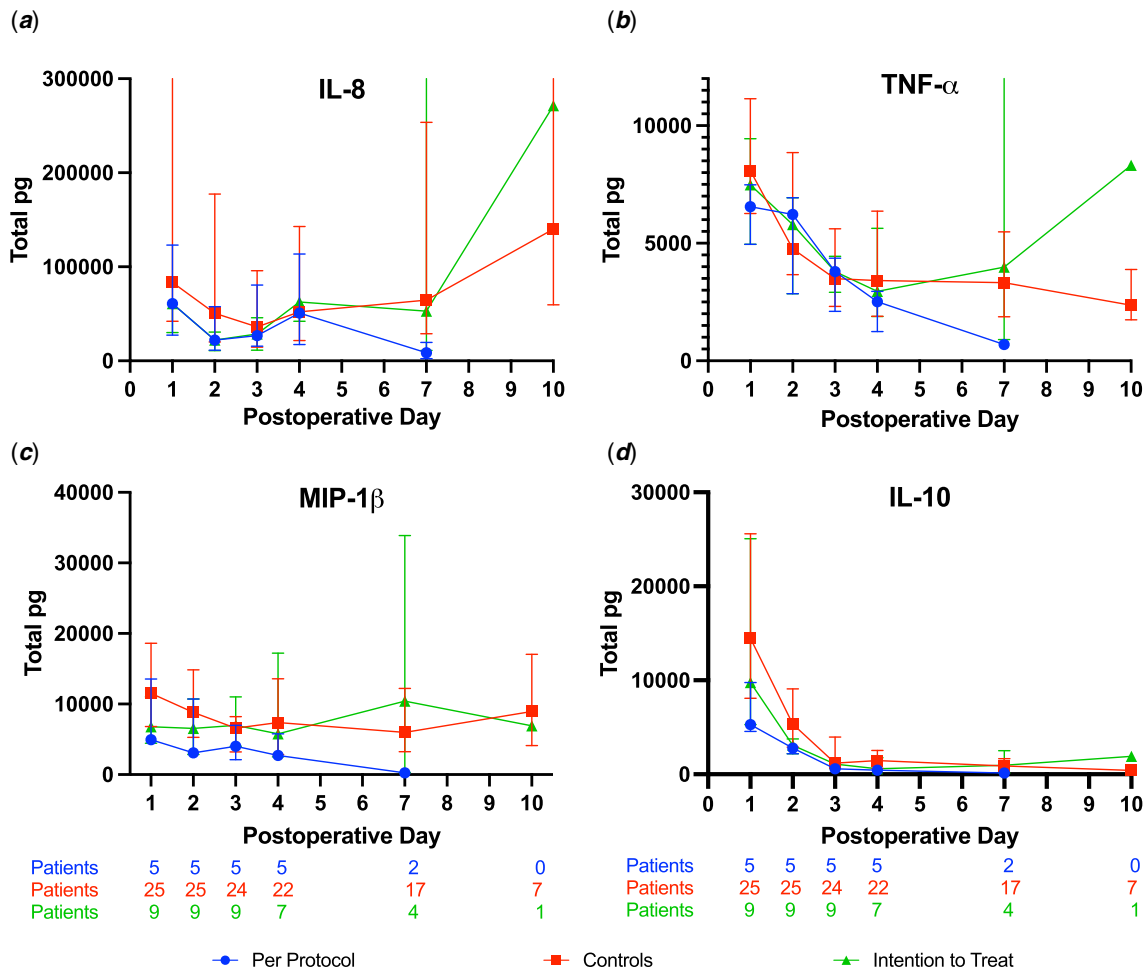 (a)
IL-8
300000
200000
100000
0
Total pg
0 1 2 3 4 5 6 7 8 9 10
Postoperative Day
(b)
TNF-α
10000
5000
0
Total pg
0 1 2 3 4 5 6 7 8 9 10
Postoperative Day
(c)
MIP-1β
40000
30000
20000
10000
0
Total pg
1 2 3 4 5 6 7 8 9 10
Postoperative Day
Patients 5 5 5 5 2 0
Patients 25 25 24 22 17 7
Patients 9 9 9 7 4 1
(d)
IL-10
30000
20000
10000
0
Total pg
0 1 2 3 4 5 6 7 8 9 10
Postoperative Day
Patients 5 5 5 5 2 0
Patients 25 25 24 22 17 7
Patients 9 9 9 7 4 1
Per Protocol
Controls
Intention to Treat